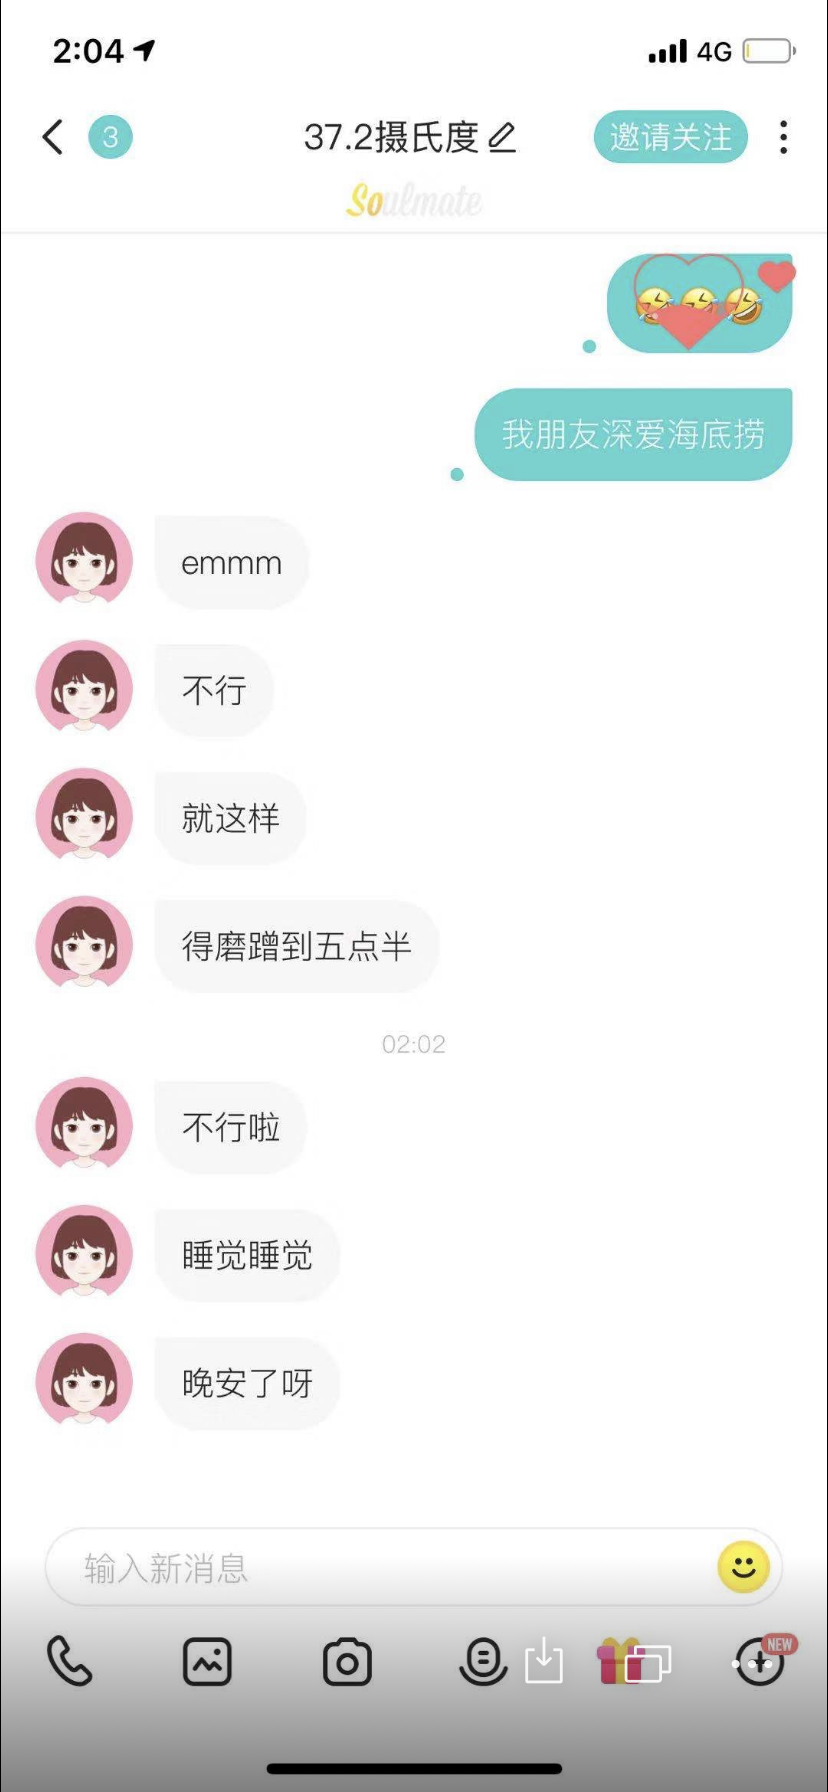 2:04
4G
3
37.2摄氏度
邀请关注
Soulmate
🤣🤣🤣
我朋友深爱海底捞
emmm
不行
就这样
得磨蹭到五点半
02:02
不行啦
睡觉睡觉
晚安了呀
输入新消息
NEW